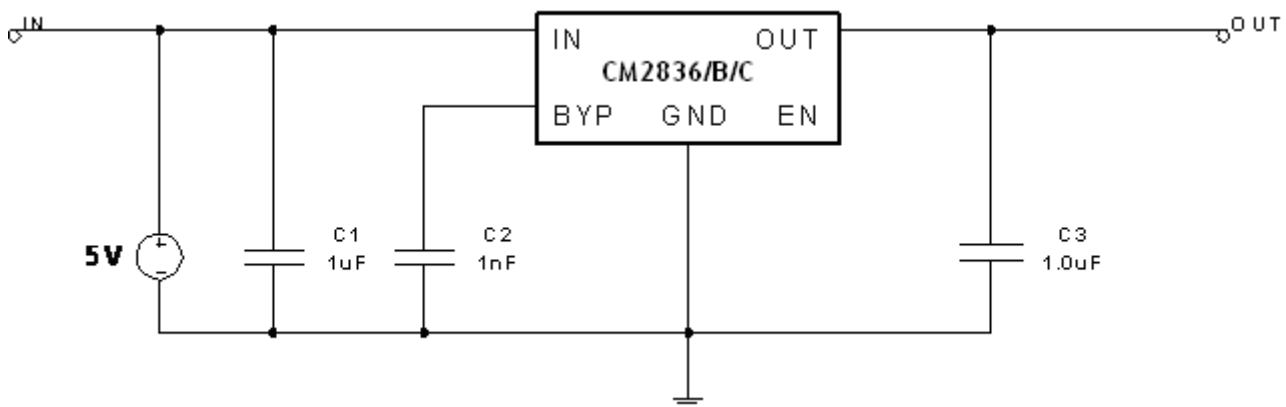 IN
OUT
IN OUT
CM2836/B/C
BYP GND EN
5V
+
-
C1
1uF
C2
1nF
C3
1.0uF